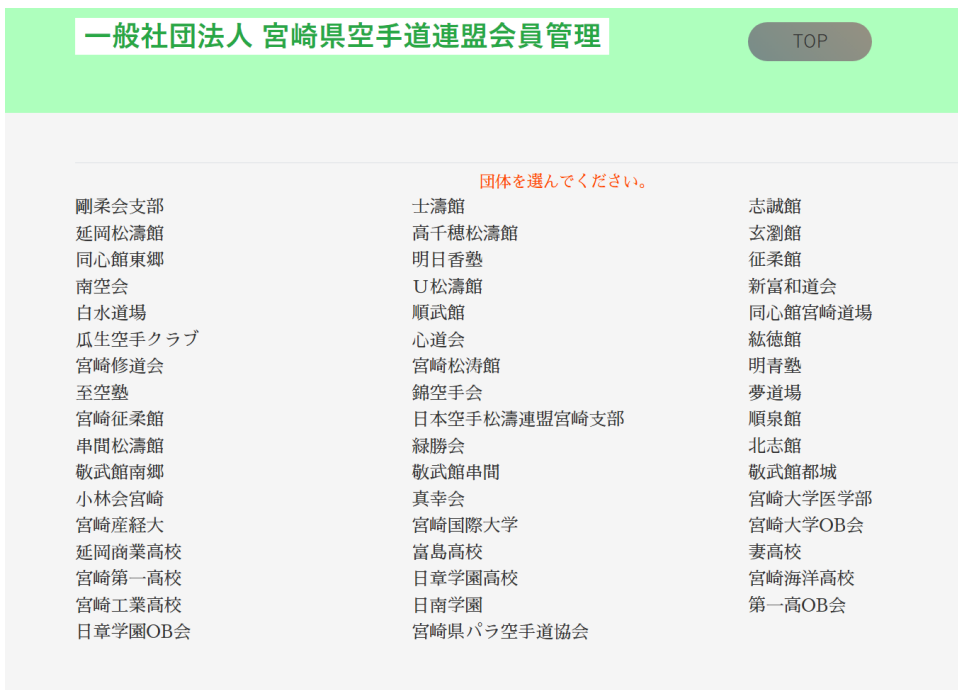 一般社団法人 宮崎県空手道連盟会員管理
TOP
団体を選んでください。
剛柔会支部 士濤館 志誠館
延岡松濤館 高千穂松濤館 玄瀏館
同心館東郷 明日香塾 征柔館
南空会 U松濤館 新富和道会
白水道場 順武館 同心館宮崎道場
瓜生空手クラブ 心道会 紘徳館
宮崎修道会 宮崎松涛館 明青塾
至空塾 錦空手会 夢道場
宮崎征柔館 日本空手松濤連盟宮崎支部 順泉館
串間松濤館 緑勝会 北志館
敬武館南郷 敬武館串間 敬武館都城
小林会宮崎 真幸会 宮崎大学医学部
宮崎産経大 宮崎国際大学 宮崎大学OB会
延岡商業高校 富島高校 妻高校
宮崎第一高校 日章学園高校 宮崎海洋高校
宮崎工業高校 日南学園 第一高OB会
日章学園OB会 宮崎県パラ空手道協会